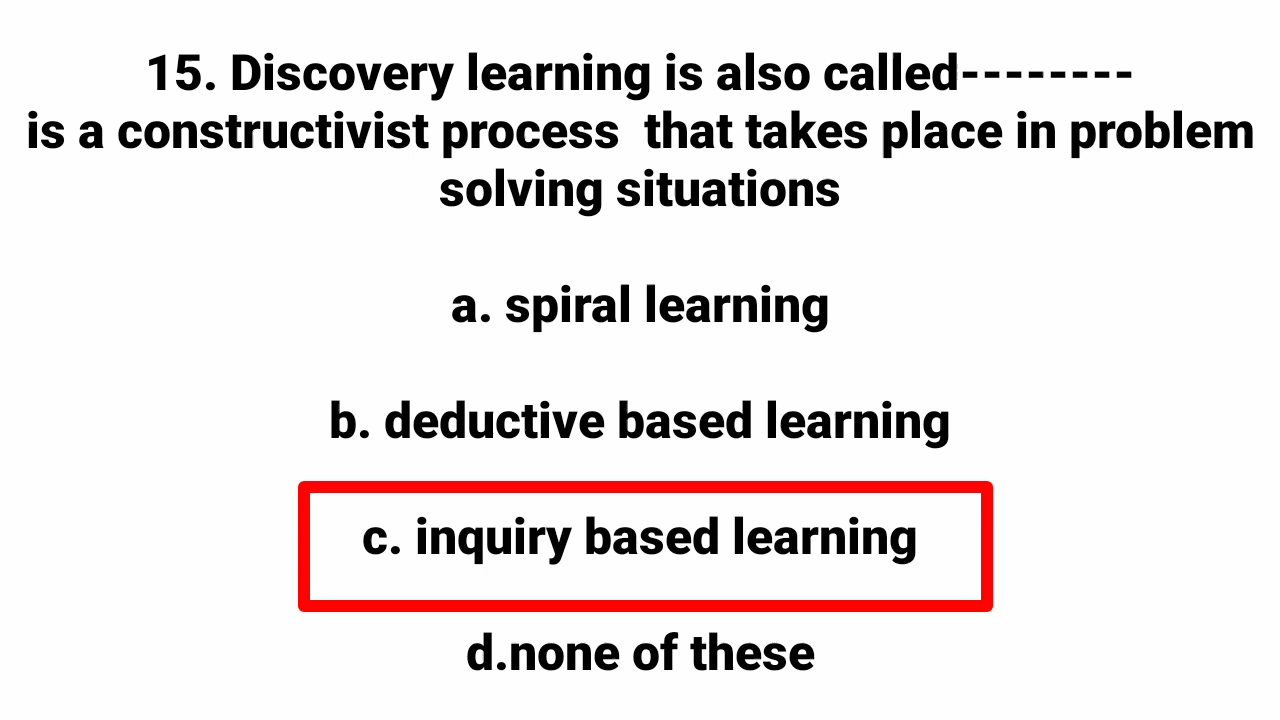 15. Discovery learning is also called--------
is a constructivist process  that takes place in problem
solving situations
a. spiral learning
b. deductive based learning
c. inquiry based learning
d.none of these